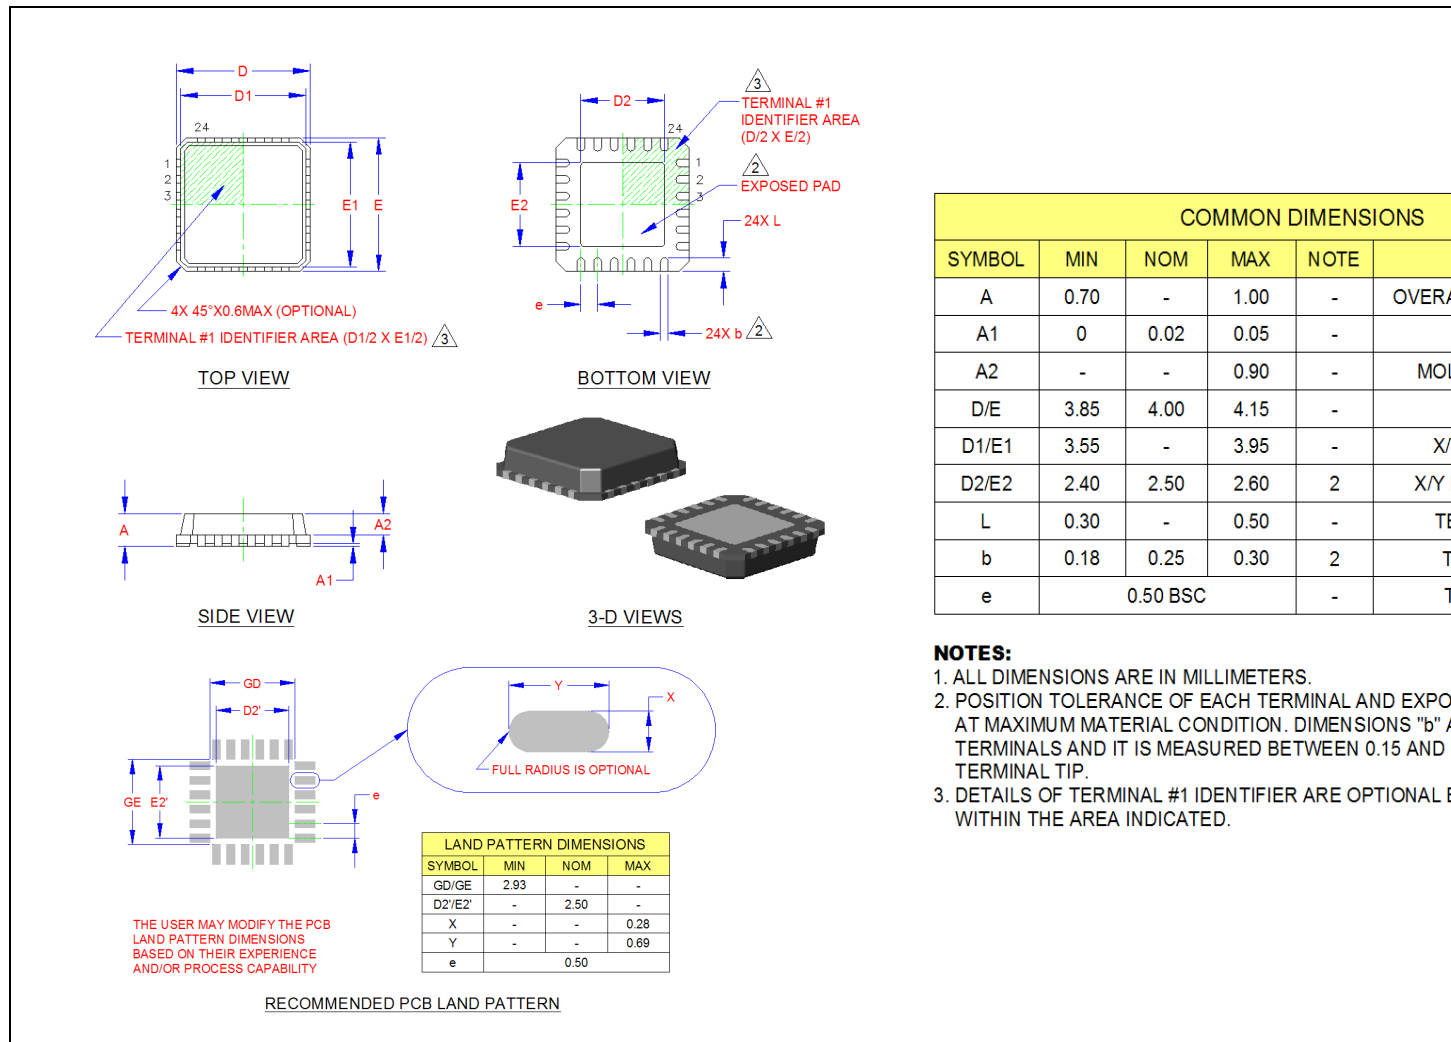 D
D1
24
1
2
3
E1
E
4X 45°X0.6MAX (OPTIONAL)
TERMINAL #1 IDENTIFIER AREA (D1/2 X E1/2) 3
TOP VIEW
D2
3
TERMINAL #1
IDENTIFIER AREA
(D/2 X E/2)
24
1
2
3
2
EXPOSED PAD
E2
24X L
e
24X b 2
BOTTOM VIEW
A
A2
A1
SIDE VIEW
3-D VIEWS
GD
D2'
GE
E2'
e
Y
X
FULL RADIUS IS OPTIONAL
THE USER MAY MODIFY THE PCB
LAND PATTERN DIMENSIONS
BASED ON THEIR EXPERIENCE
AND/OR PROCESS CAPABILITY
LAND PATTERN DIMENSIONS
SYMBOL MIN NOM MAX
GD/GE 2.93 - -
D2'/E2' - 2.50 -
X - - 0.28
Y - - 0.69
e 0.50
RECOMMENDED PCB LAND PATTERN
COMMON DIMENSIONS
SYMBOL MIN NOM MAX NOTE
A 0.70 - 1.00 - OVERA
A1 0 0.02 0.05 -
A2 - - 0.90 - MOL
D/E 3.85 4.00 4.15 -
D1/E1 3.55 - 3.95 - X/
D2/E2 2.40 2.50 2.60 2 X/Y
L 0.30 - 0.50 - TE
b 0.18 0.25 0.30 2 T
e 0.50 BSC - T
NOTES:
1. ALL DIMENSIONS ARE IN MILLIMETERS.
2. POSITION TOLERANCE OF EACH TERMINAL AND EXPO
AT MAXIMUM MATERIAL CONDITION. DIMENSIONS "b" A
TERMINALS AND IT IS MEASURED BETWEEN 0.15 AND
TERMINAL TIP.
3. DETAILS OF TERMINAL #1 IDENTIFIER ARE OPTIONAL B
WITHIN THE AREA INDICATED.